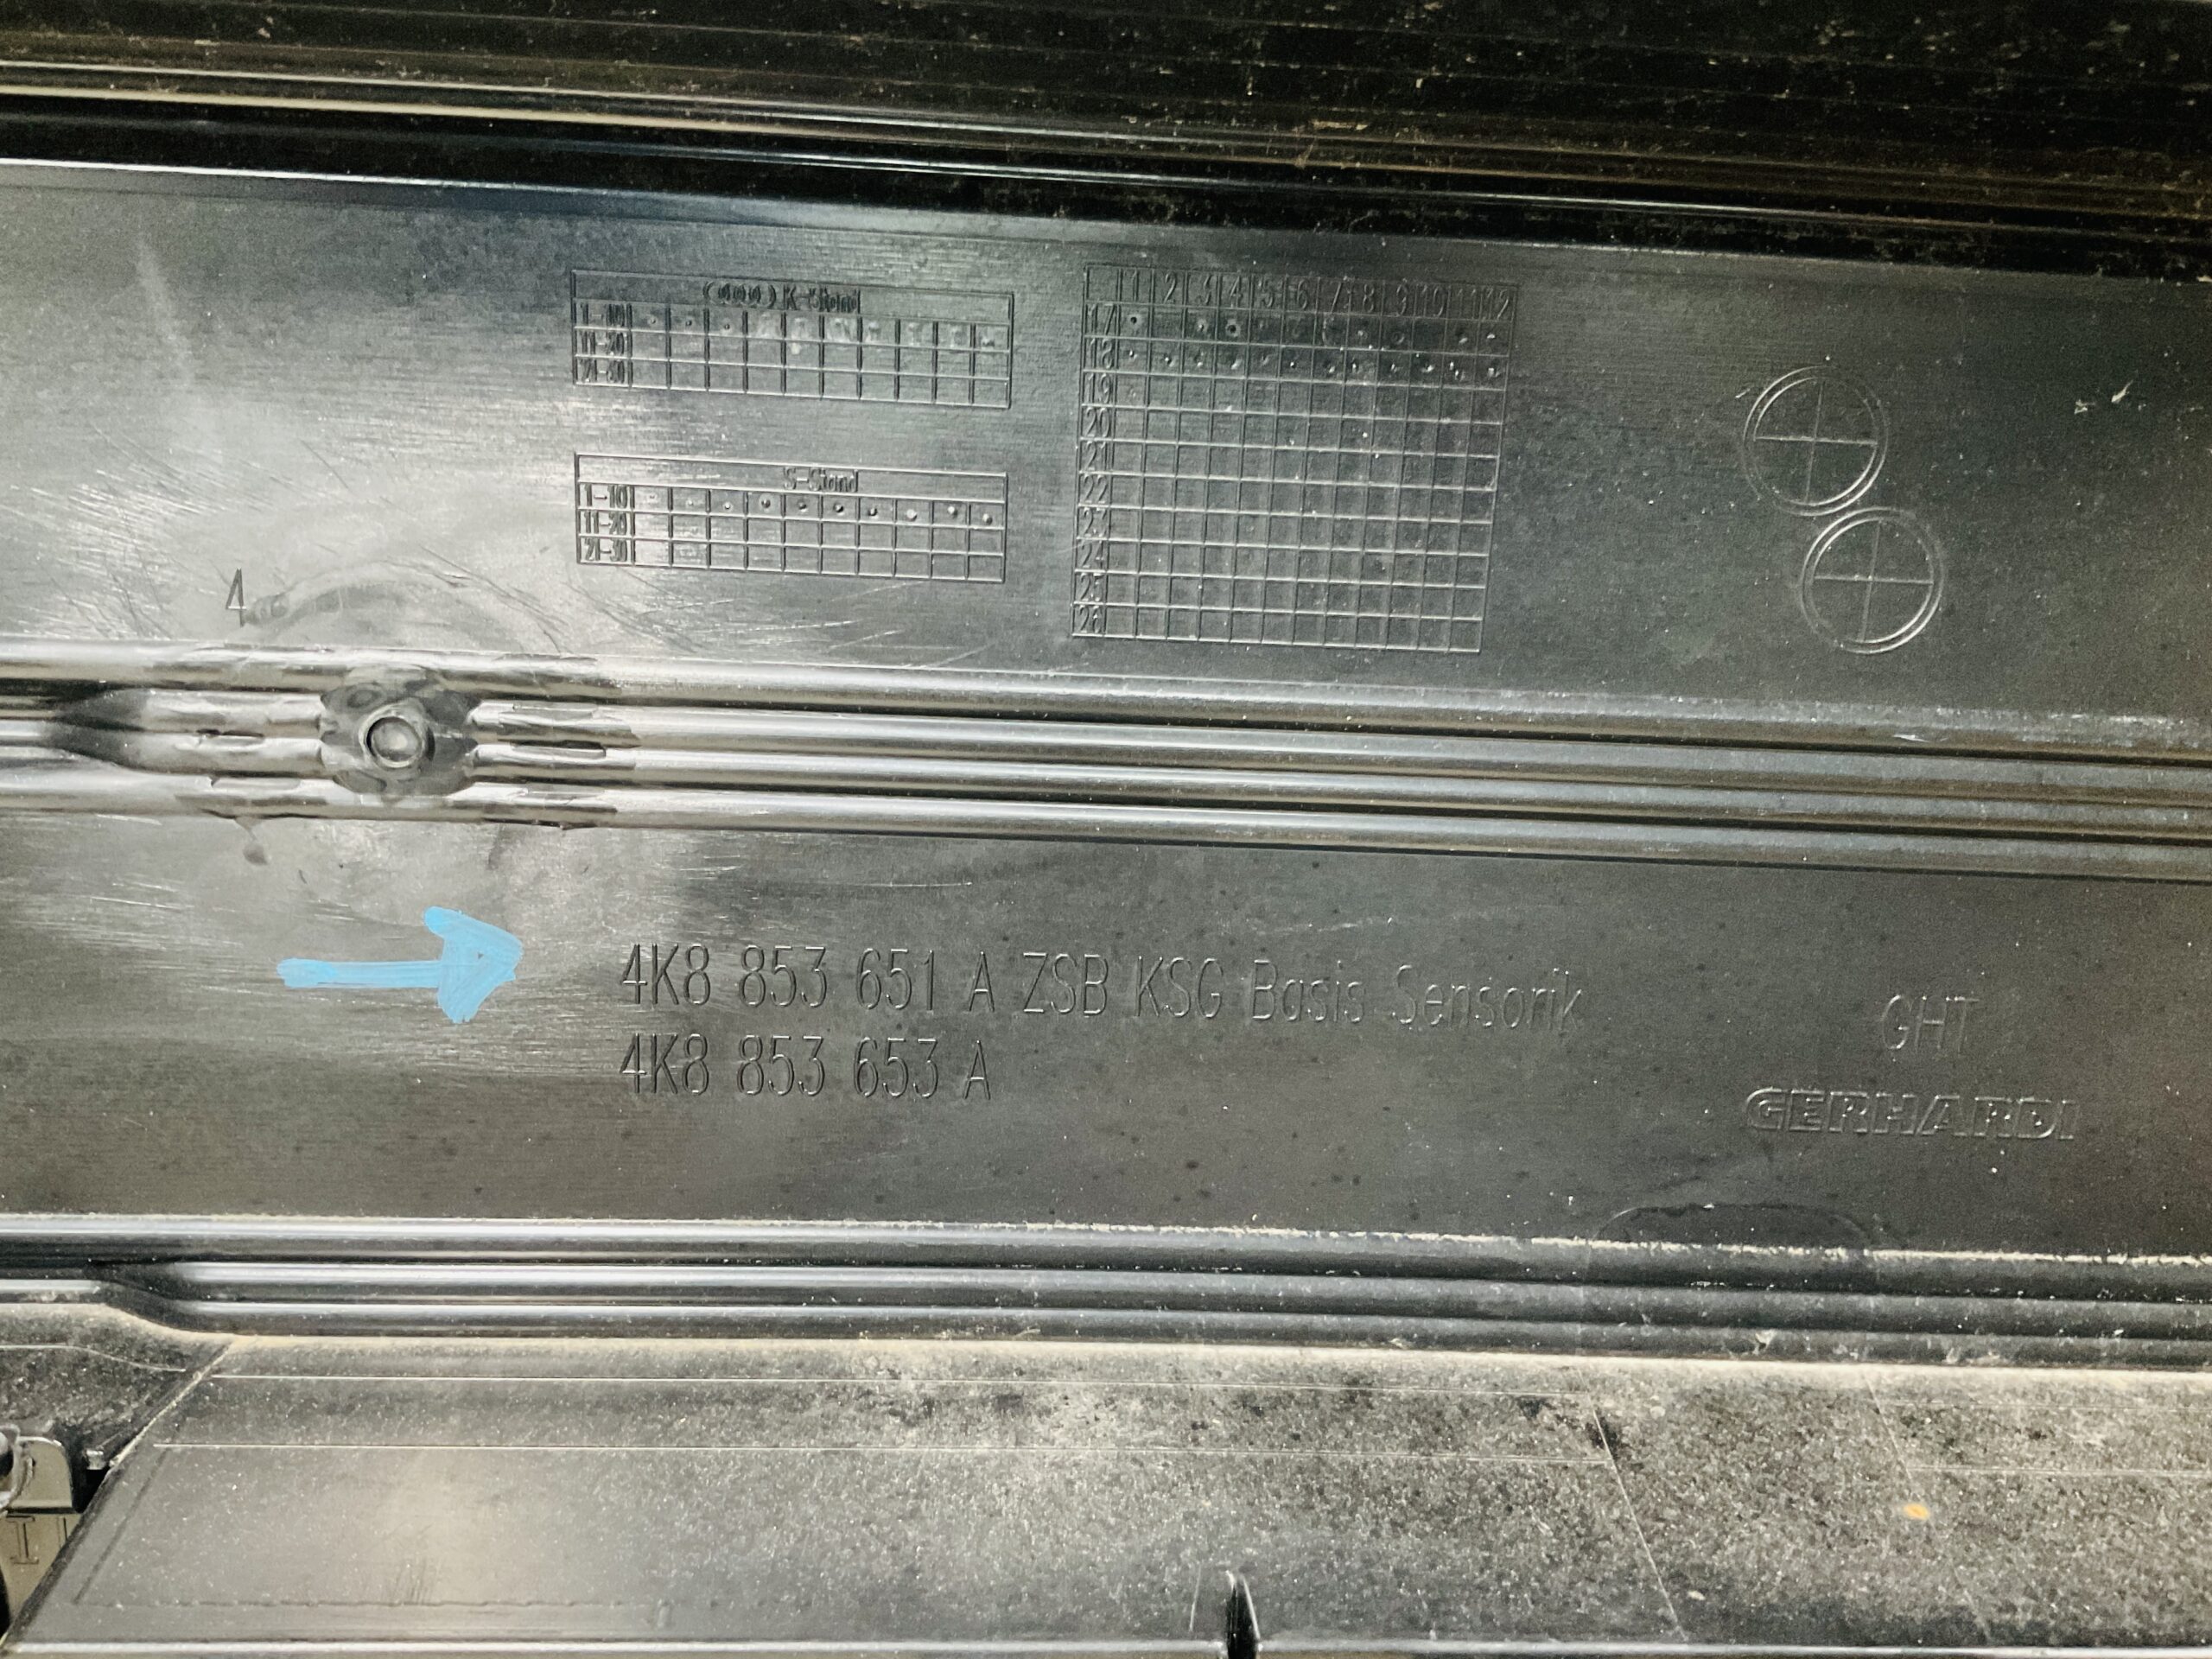 K-Stand
1-10
11-20
21-30
S-Stand
1-10
11-20
21-30
1 2 3 4 5 6 7 8 9 10 11 12
17
18
19
20
21
22
23
24
25
26
4
4K8 853 651 A ZSB KSG Basis Sensorik
4K8 853 653 A
GHT
GERHARDI